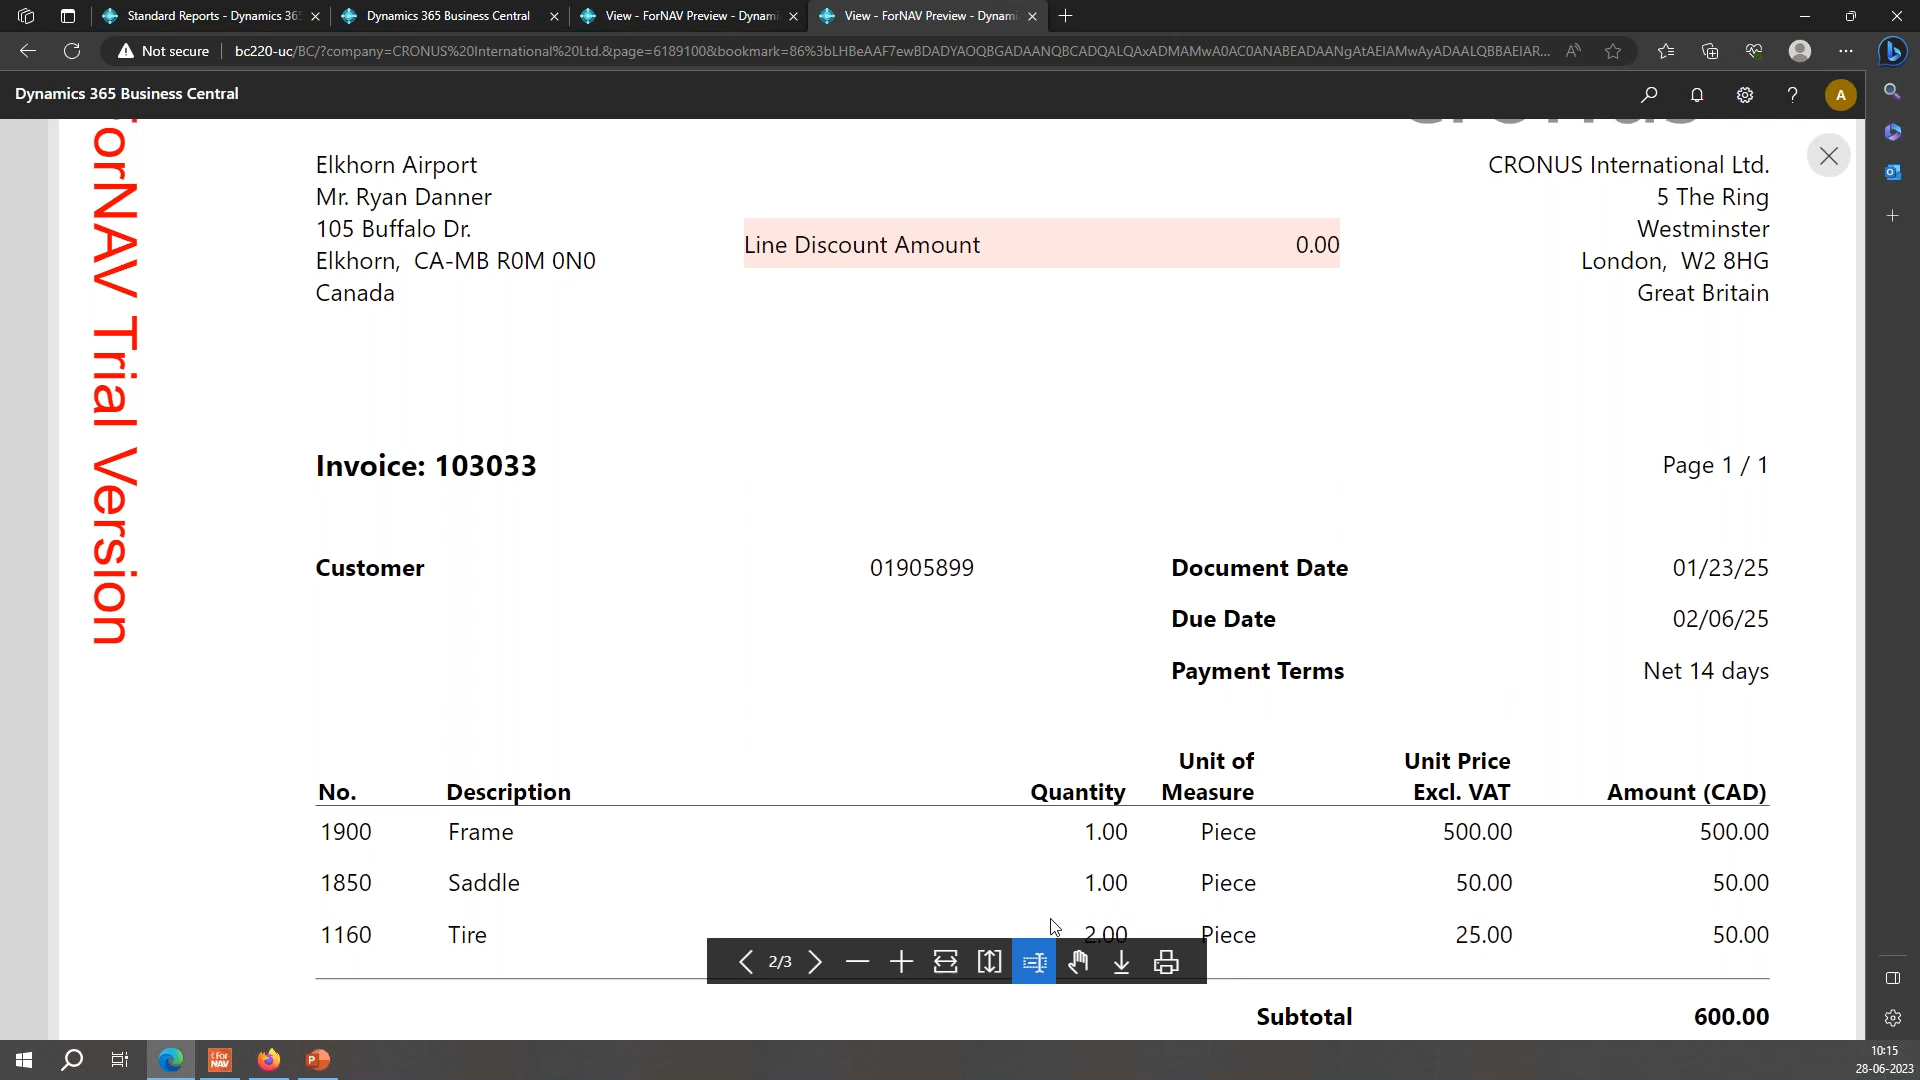 Standard Reports - Dynamics 365
Dynamics 365 Business Central
View - ForNAV Preview - Dynami
View - ForNAV Preview - Dynami
Not secure
bc220-uc/BC/?company=CRONUS%20International%20Ltd.&page=6189100&bookmark=86%3bLHBeAAF7ewBDADYAOQBGADAANQBCADQALQAxADMAMwA0AC0ANABEADAANgAtAEIAMwAyADAALQBBAEIAR...
Dynamics 365 Business Central
?
A
ForNAV Trial Version
Elkhorn Airport
Mr. Ryan Danner
105 Buffalo Dr.
Elkhorn, CA-MB R0M 0N0
Canada
Line Discount Amount 0.00
CRONUS International Ltd.
5 The Ring
Westminster
London, W2 8HG
Great Britain
Invoice: 103033
Page 1 / 1
Customer 01905899
Document Date 01/23/25
Due Date 02/06/25
Payment Terms Net 14 days
No. Description Quantity Unit of Measure Unit Price Excl. VAT Amount (CAD)
1900 Frame 1.00 Piece 500.00 500.00
1850 Saddle 1.00 Piece 50.00 50.00
1160 Tire 2.00 Piece 25.00 50.00
2/3
Subtotal 600.00
10:15
28-06-2023